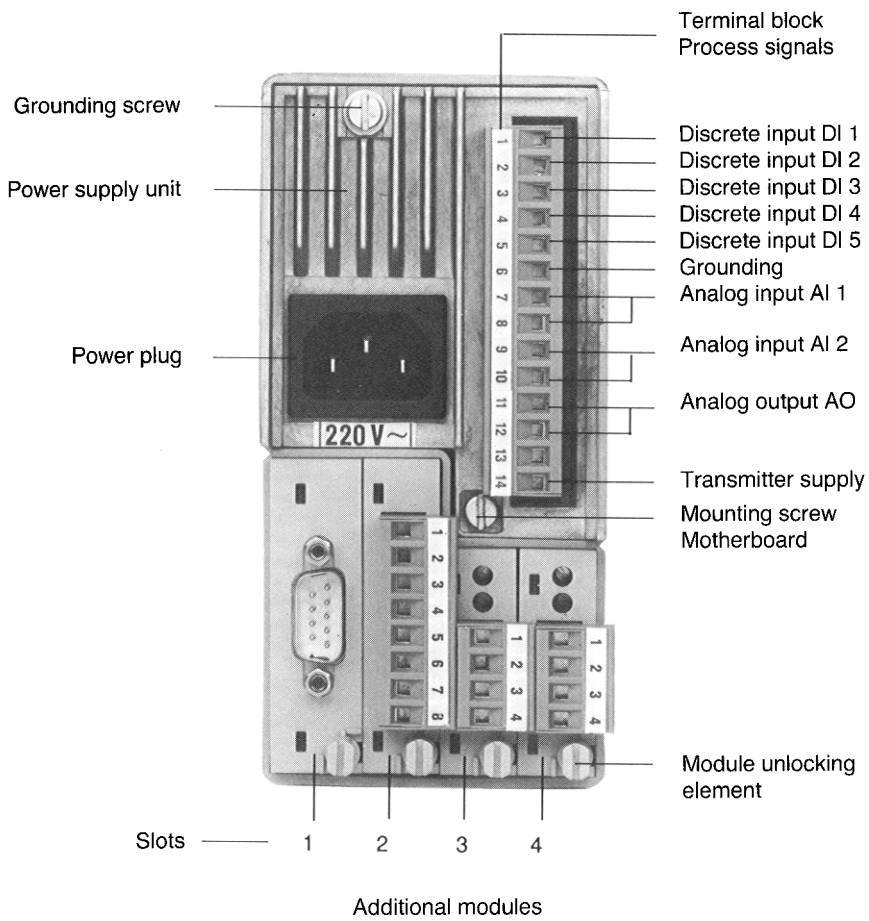 Terminal block
Process signals
Grounding screw
Power supply unit
Power plug
220 V~
1
2
3
4
5
6
7
8
9
10
11
12
13
14
Discrete input DI 1
Discrete input DI 2
Discrete input DI 3
Discrete input DI 4
Discrete input DI 5
Grounding
Analog input AI 1
Analog input AI 2
Analog output AO
Transmitter supply
Mounting screw
Motherboard
1
2
3
4
5
6
7
8
1
2
3
4
1
2
3
4
Module unlocking
element
Slots 1 2 3 4
Additional modules